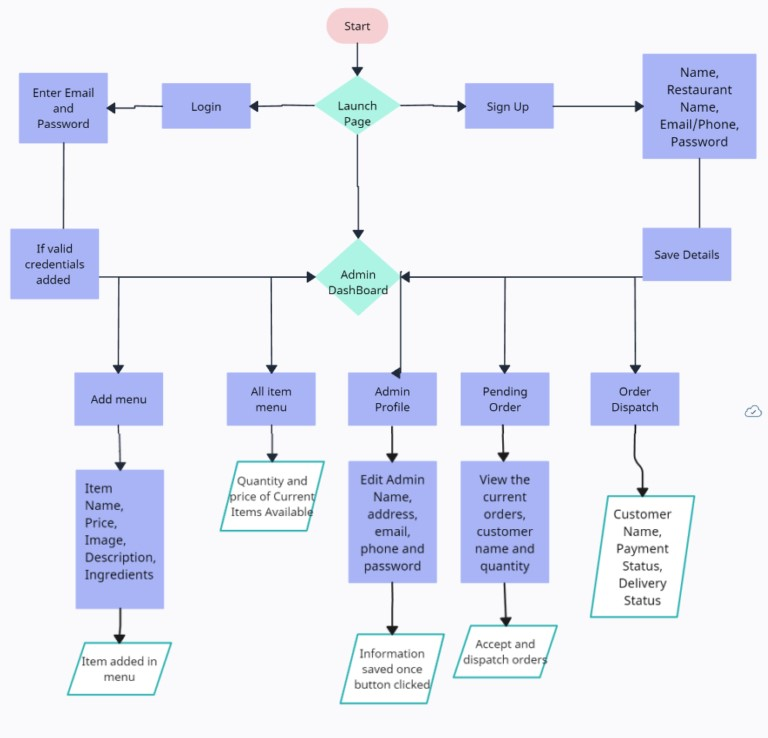 Start
Enter Email
and
Password
Login
Launch
Page
Sign Up
Name,
Restaurant
Name,
Email/Phone,
Password
If valid
credentials
added
Admin
DashBoard
Save Details
Add menu
All item
menu
Admin
Profile
Pending
Order
Order
Dispatch
Item
Name,
Price,
Image,
Description,
Ingredients
Quantity and
price of Current
Items Available
Edit Admin
Name,
address,
email,
phone and
password
View the
current
orders,
customer
name and
quantity
Customer
Name,
Payment
Status,
Delivery
Status
Item added in
menu
Information
saved once
button clicked
Accept and
dispatch orders